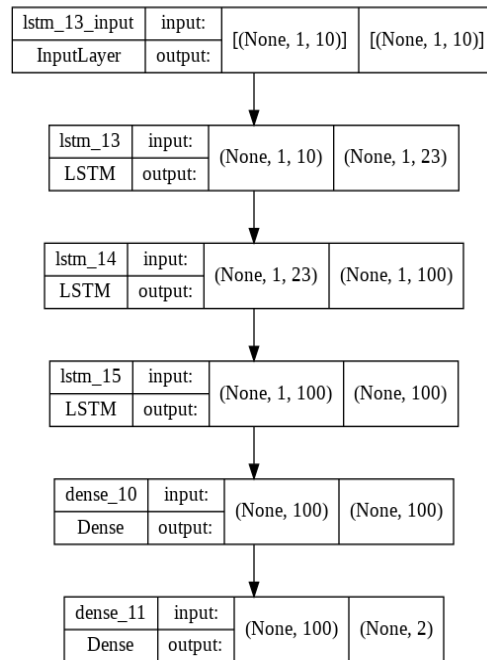 lstm_13_input input: [(None, 1, 10)] [(None, 1, 10)]
InputLayer output:
lstm_13 input: (None, 1, 10) (None, 1, 23)
LSTM output:
lstm_14 input: (None, 1, 23) (None, 1, 100)
LSTM output:
lstm_15 input: (None, 1, 100) (None, 100)
LSTM output:
dense_10 input: (None, 100) (None, 100)
Dense output:
dense_11 input: (None, 100) (None, 2)
Dense output: